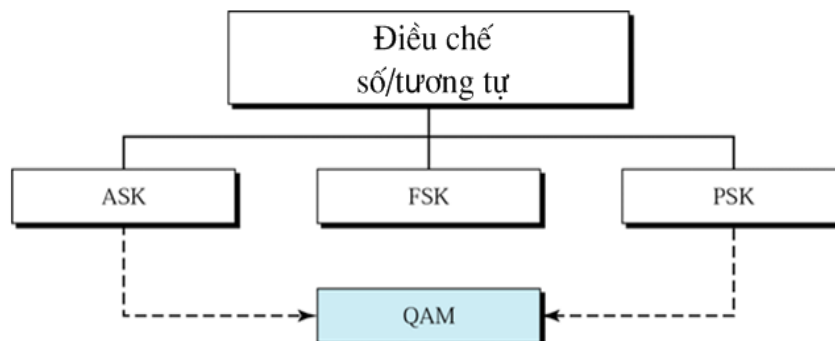 Điều chế
số/tương tự
ASK
FSK
PSK
QAM